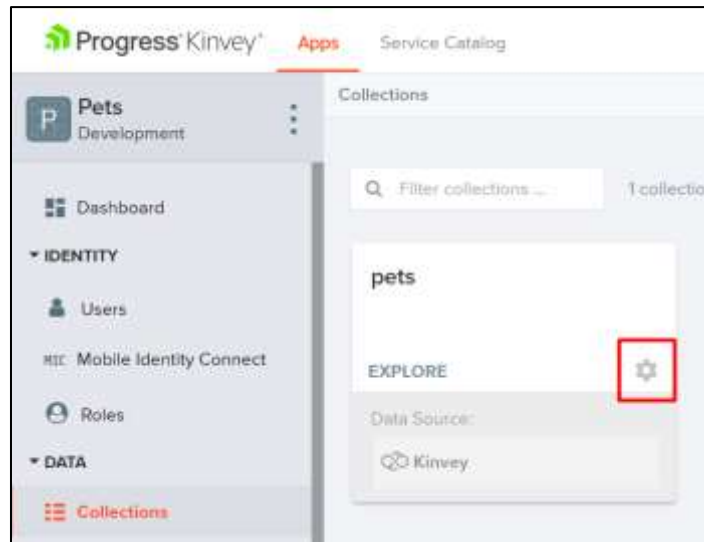 Progress Kinvey Apps Service Catalog
P Pets
Development
Collections
Filter collections ... 1 collectio
Dashboard
IDENTITY
Users
MIC Mobile Identity Connect
Roles
DATA
Collections
pets
EXPLORE
Data Source:
Kinvey